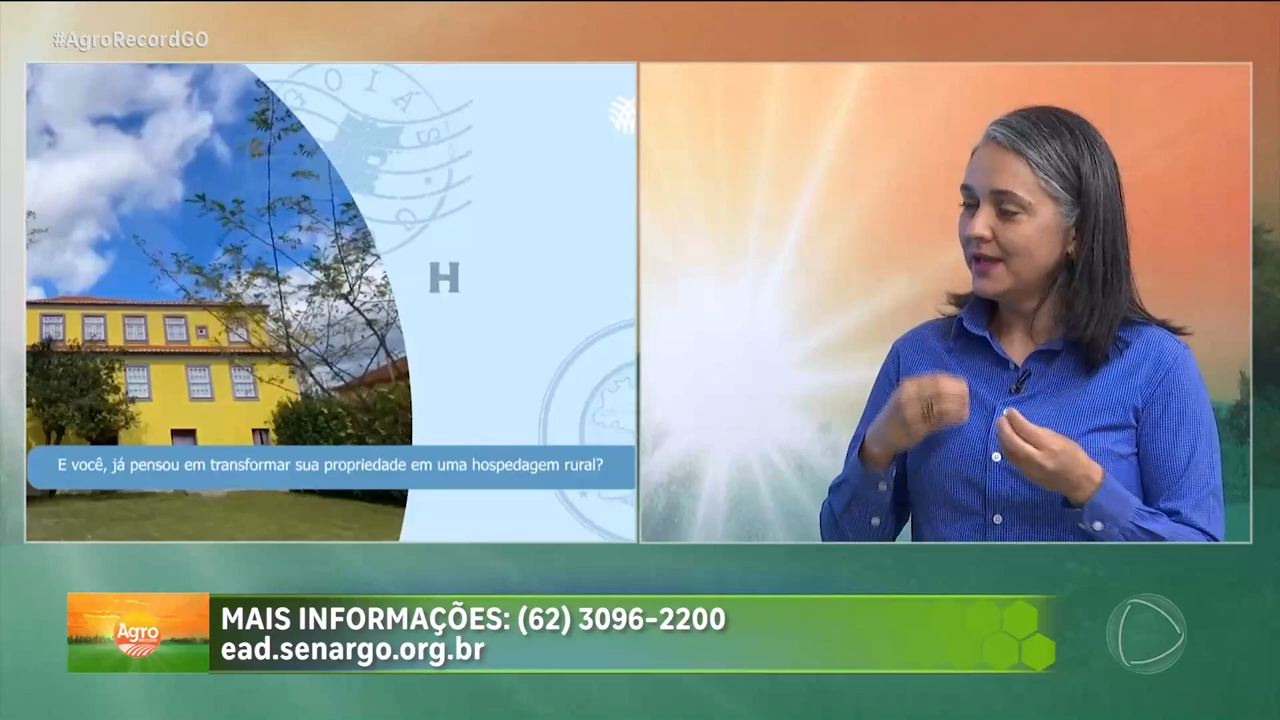 #AgroRecordGO
GOIÁS
H
E você, já pensou em transformar sua propriedade em uma hospedagem rural?
Agro
MAIS INFORMAÇÕES: (62) 3096-2200
ead.senargo.org.br